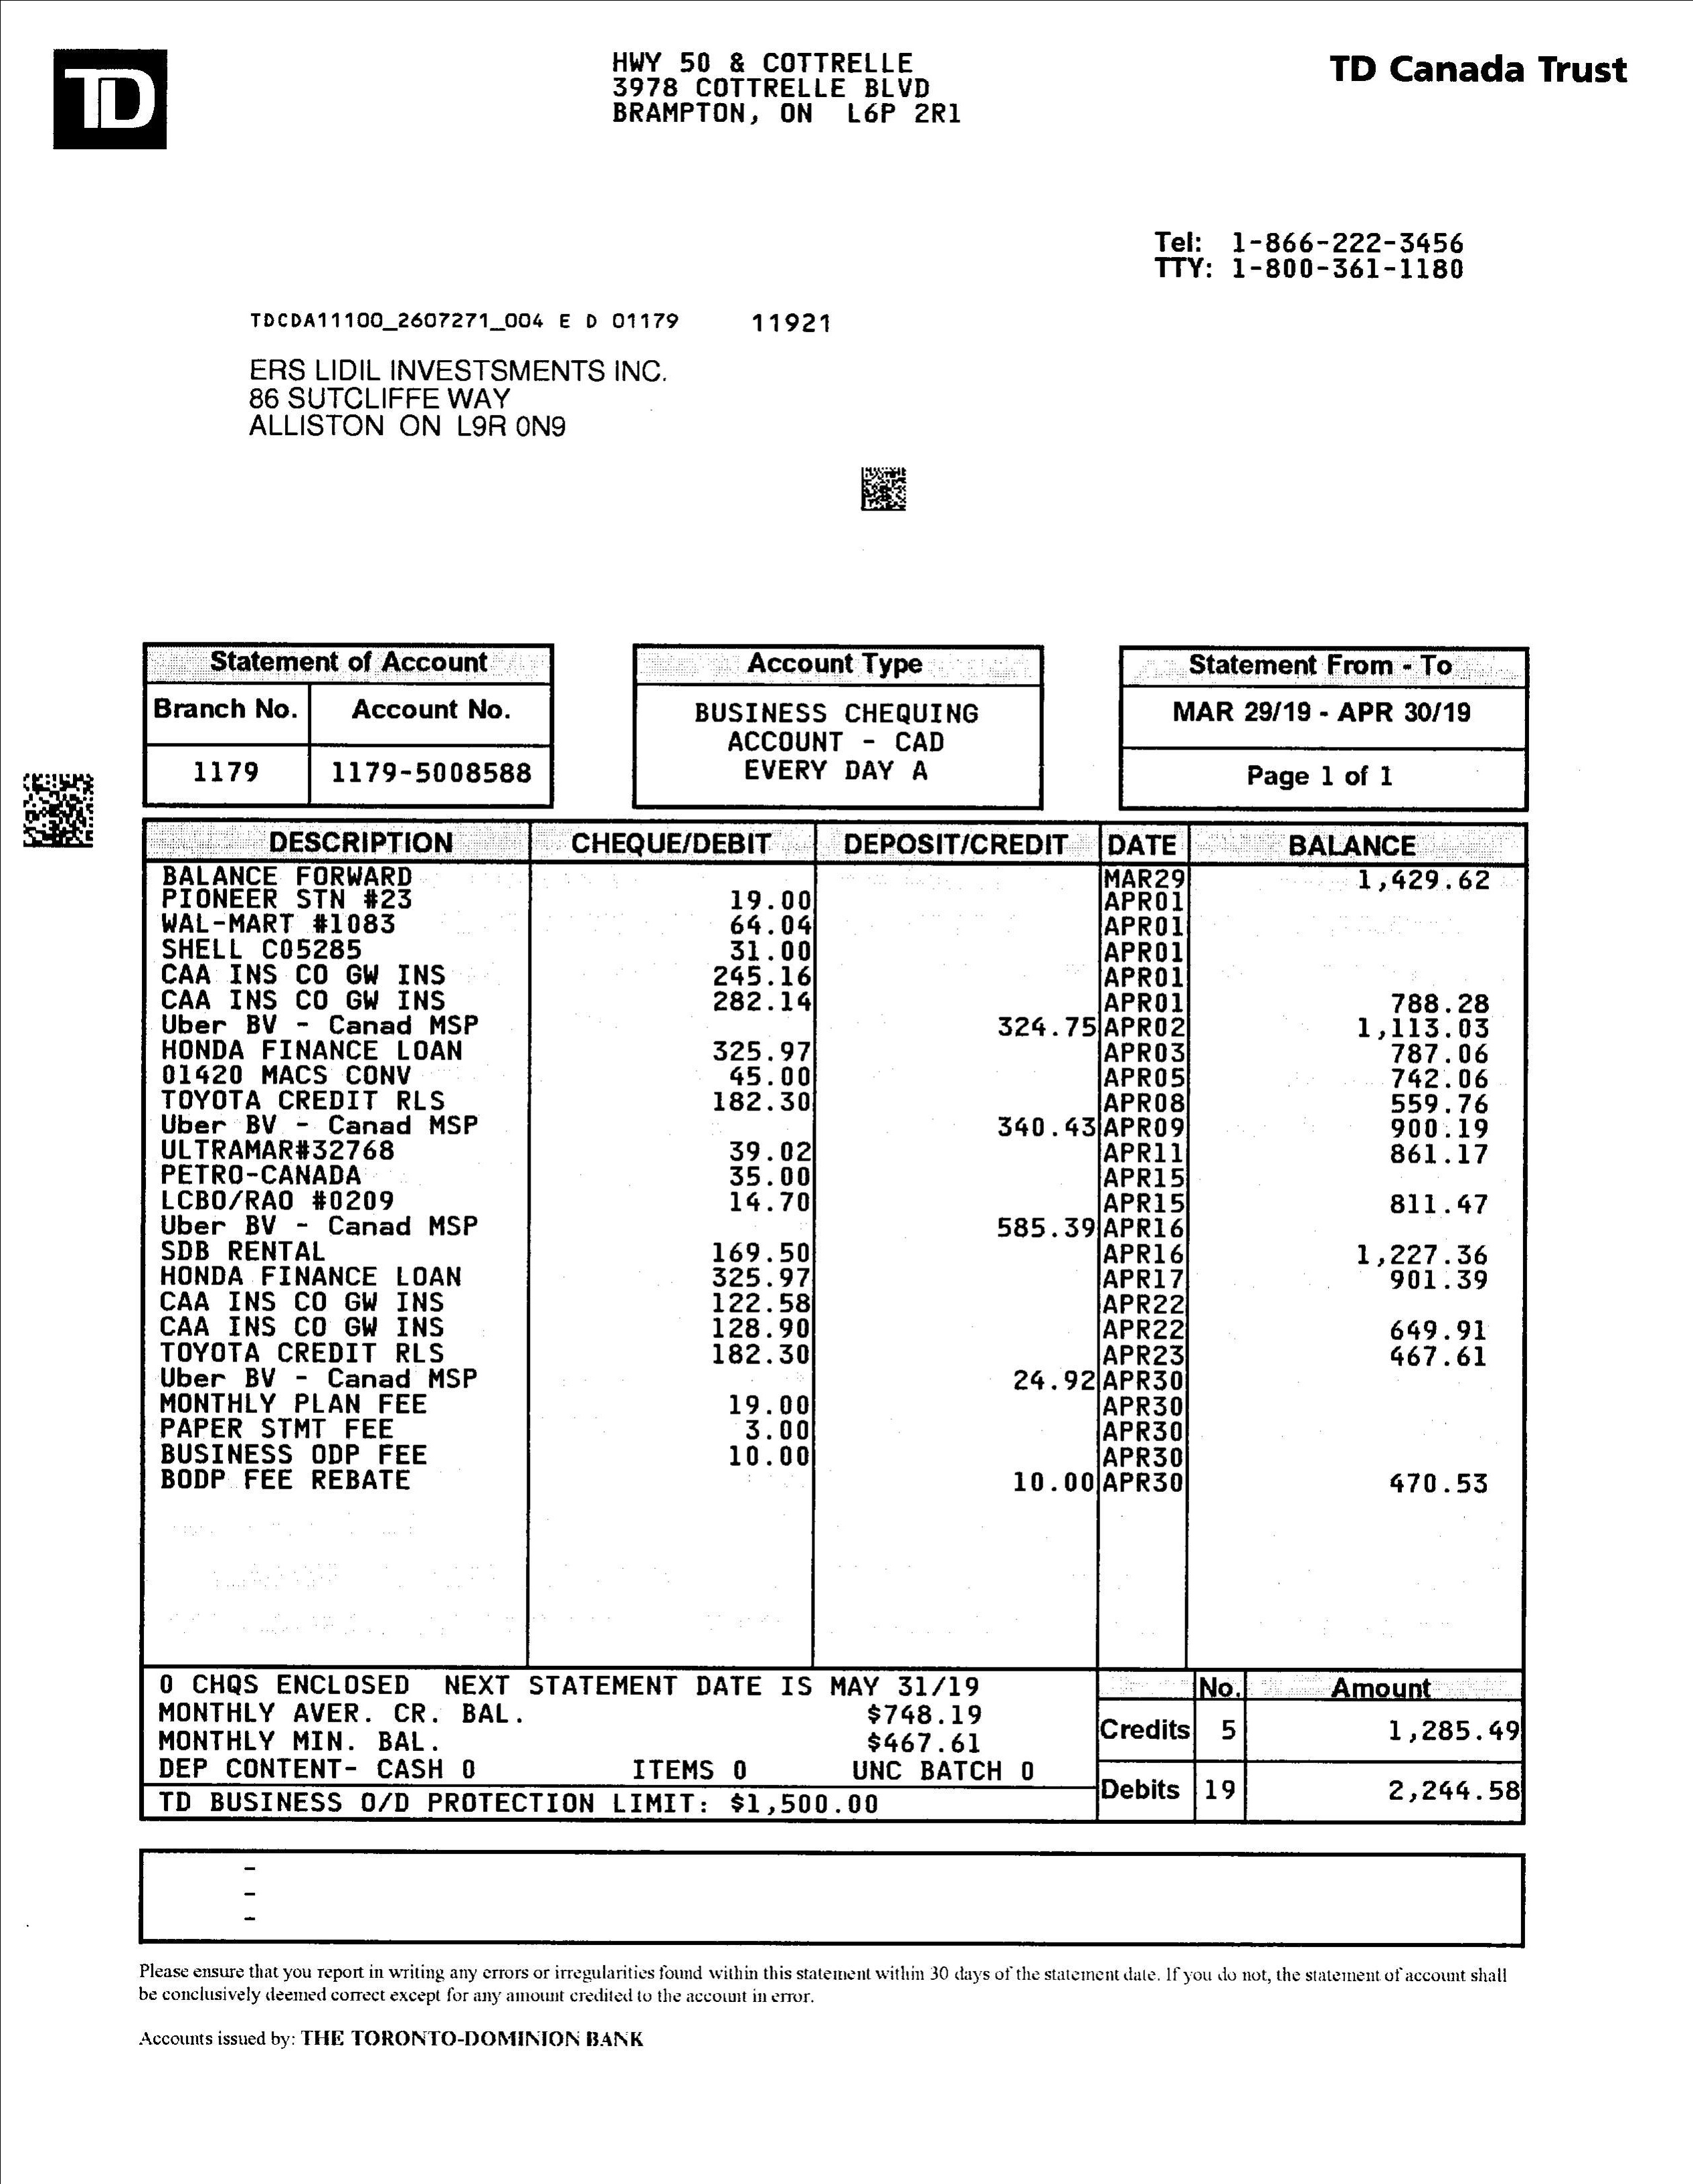 TD
HWY 50 & COTTRELLE
3978 COTTRELLE BLVD
BRAMPTON, ON L6P 2R1
TD Canada Trust
Tel: 1-866-222-3456
TTY: 1-800-361-1180
TDCDA11100_2607271_004 E D 01179 11921
ERS LIDIL INVESTSMENTS INC.
86 SUTCLIFFE WAY
ALLISTON ON L9R 0N9
Statement of Account
Branch No. Account No.
1179 1179-5008588
Account Type
BUSINESS CHEQUING
ACCOUNT - CAD
EVERY DAY A
Statement From - To
MAR 29/19 - APR 30/19
Page 1 of 1
DESCRIPTION CHEQUE/DEBIT DEPOSIT/CREDIT DATE BALANCE
BALANCE FORWARD MAR29 1,429.62
PIONEER STN #23 19.00 APR01
WAL-MART #1083 64.04 APR01
SHELL C05285 31.00 APR01
CAA INS CO GW INS 245.16 APR01
CAA INS CO GW INS 282.14 APR01 788.28
Uber BV - Canad MSP 324.75 APR02 1,113.03
HONDA FINANCE LOAN 325.97 APR03 787.06
01420 MACS CONV 45.00 APR05 742.06
TOYOTA CREDIT RLS 182.30 APR08 559.76
Uber BV - Canad MSP 340.43 APR09 900.19
ULTRAMAR#32768 39.02 APR11 861.17
PETRO-CANADA 35.00 APR15
LCBO/RAO #0209 14.70 APR15 811.47
Uber BV - Canad MSP 585.39 APR16
SDB RENTAL 169.50 APR16 1,227.36
HONDA FINANCE LOAN 325.97 APR17 901.39
CAA INS CO GW INS 122.58 APR22
CAA INS CO GW INS 128.90 APR22 649.91
TOYOTA CREDIT RLS 182.30 APR23 467.61
Uber BV - Canad MSP 24.92 APR30
MONTHLY PLAN FEE 19.00 APR30
PAPER STMT FEE 3.00 APR30
BUSINESS ODP FEE 10.00 APR30
BODP FEE REBATE 10.00 APR30 470.53
0 CHQS ENCLOSED NEXT STATEMENT DATE IS MAY 31/19
MONTHLY AVER. CR. BAL. $748.19
MONTHLY MIN. BAL. $467.61
DEP CONTENT- CASH 0 ITEMS 0 UNC BATCH 0
TD BUSINESS O/D PROTECTION LIMIT: $1,500.00
No. Amount
Credits 5 1,285.49
Debits 19 2,244.58
-
-
-
Please ensure that you report in writing any errors or irregularities found within this statement within 30 days of the statement date. If you do not, the statement of account shall
be conclusively deemed correct except for any amount credited to the account in error.
Accounts issued by: THE TORONTO-DOMINION BANK